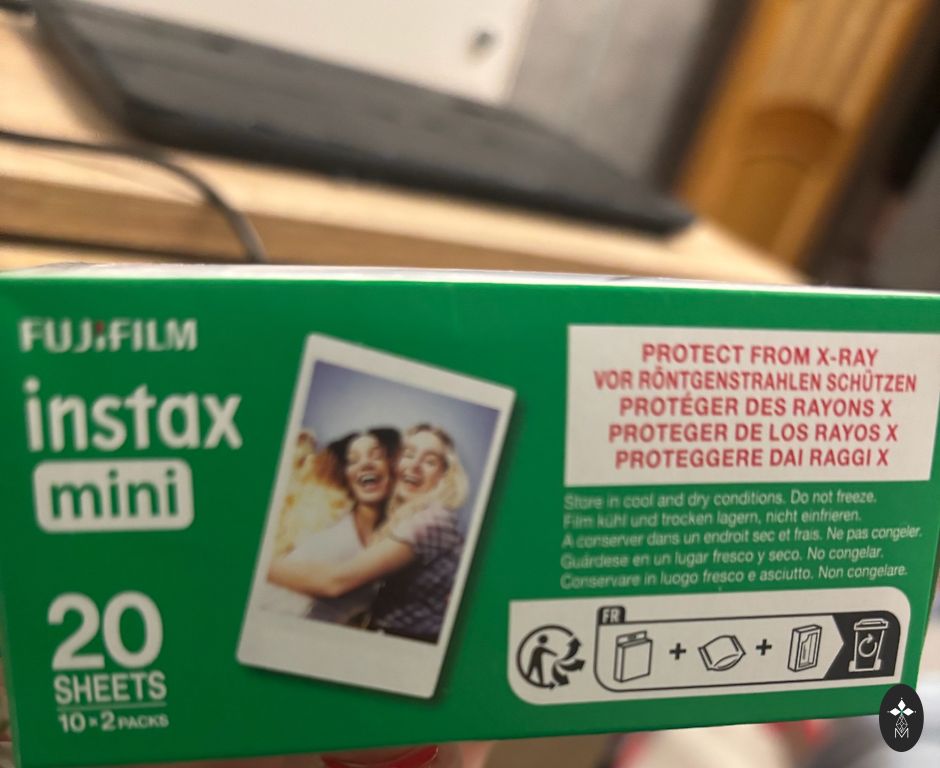 FUJIFILM
instax
mini
20
SHEETS
10×2 PACKS
PROTECT FROM X-RAY
VOR RÖNTGENSTRAHLEN SCHÜTZEN
PROTÉGER DES RAYONS X
PROTEGER DE LOS RAYOS X
PROTEGGERE DAI RAGGI X
Store in cool and dry conditions. Do not freeze.
Film kühl und trocken lagern, nicht einfrieren.
A conserver dans un endroit sec et frais. Ne pas congeler.
Guárdese en un lugar fresco y seco. No congelar.
Conservare in luogo fresco e asciutto. Non congelare.
FR
+ +
M